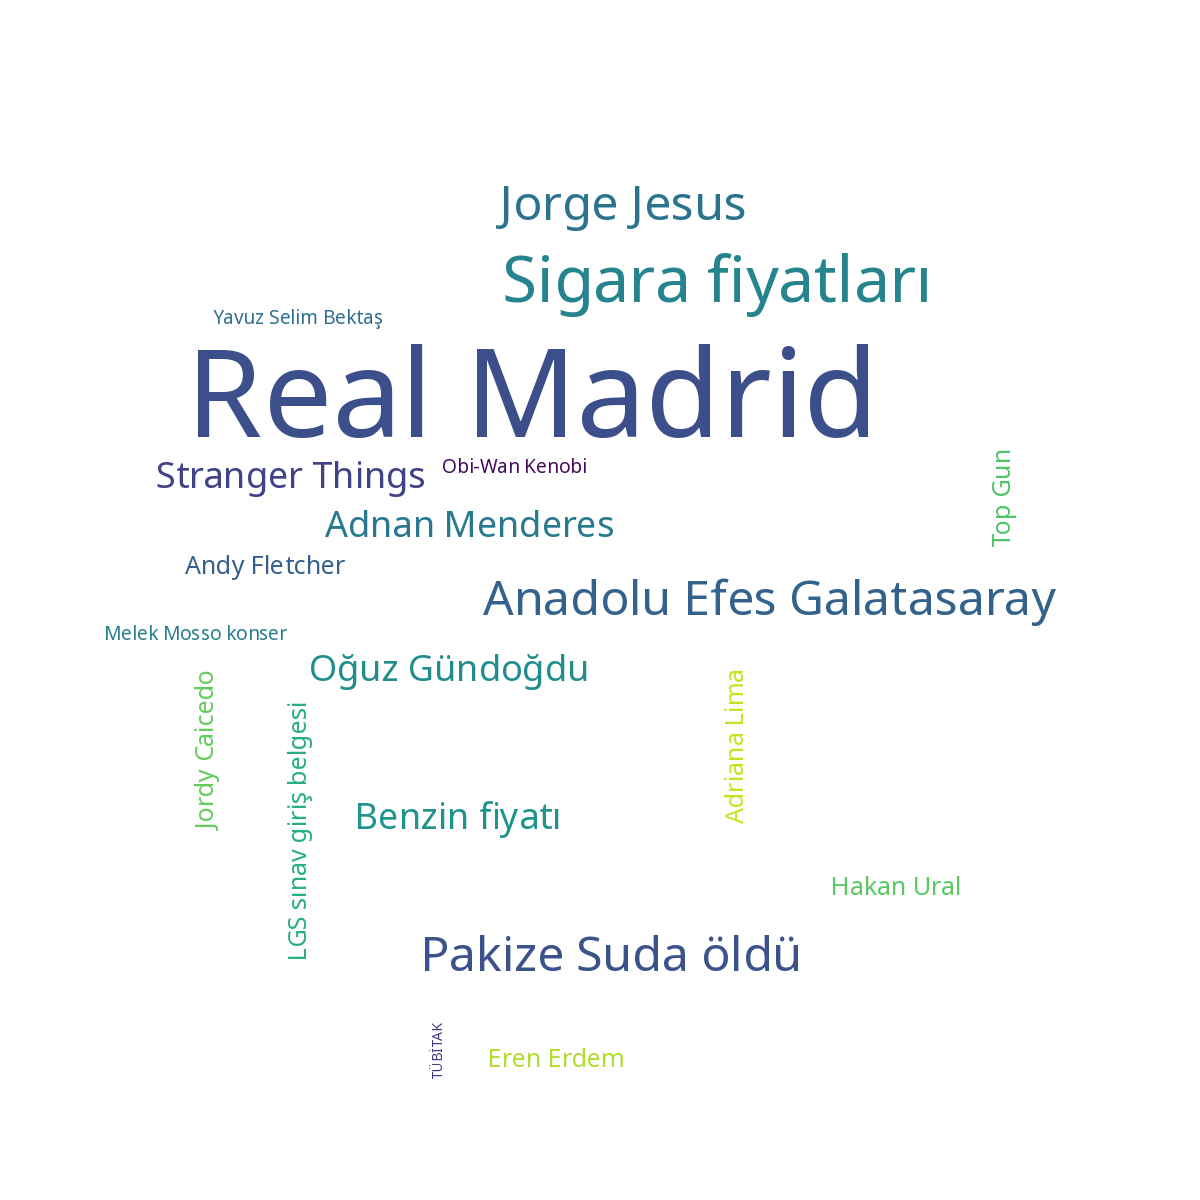 Jorge Jesus
Sigara fiyatları
Yavuz Selim Bektaş
Real Madrid
Stranger Things
Obi-Wan Kenobi
Top Gun
Adnan Menderes
Andy Fletcher
Anadolu Efes Galatasaray
Melek Mosso konser
Oğuz Gündoğdu
Jordy Caicedo
LGS sınav giriş belgesi
Adriana Lima
Benzin fiyatı
Hakan Ural
Pakize Suda öldü
TÜBİTAK
Eren Erdem